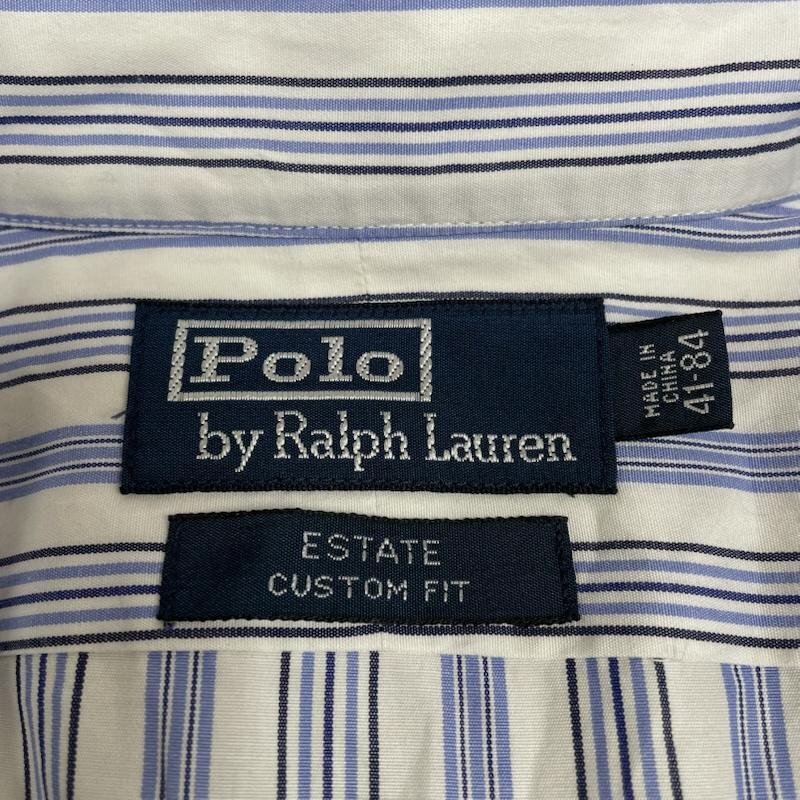 Polo
by Ralph Lauren
MADE IN
CHINA
41-84
ESTATE
CUSTOM FIT